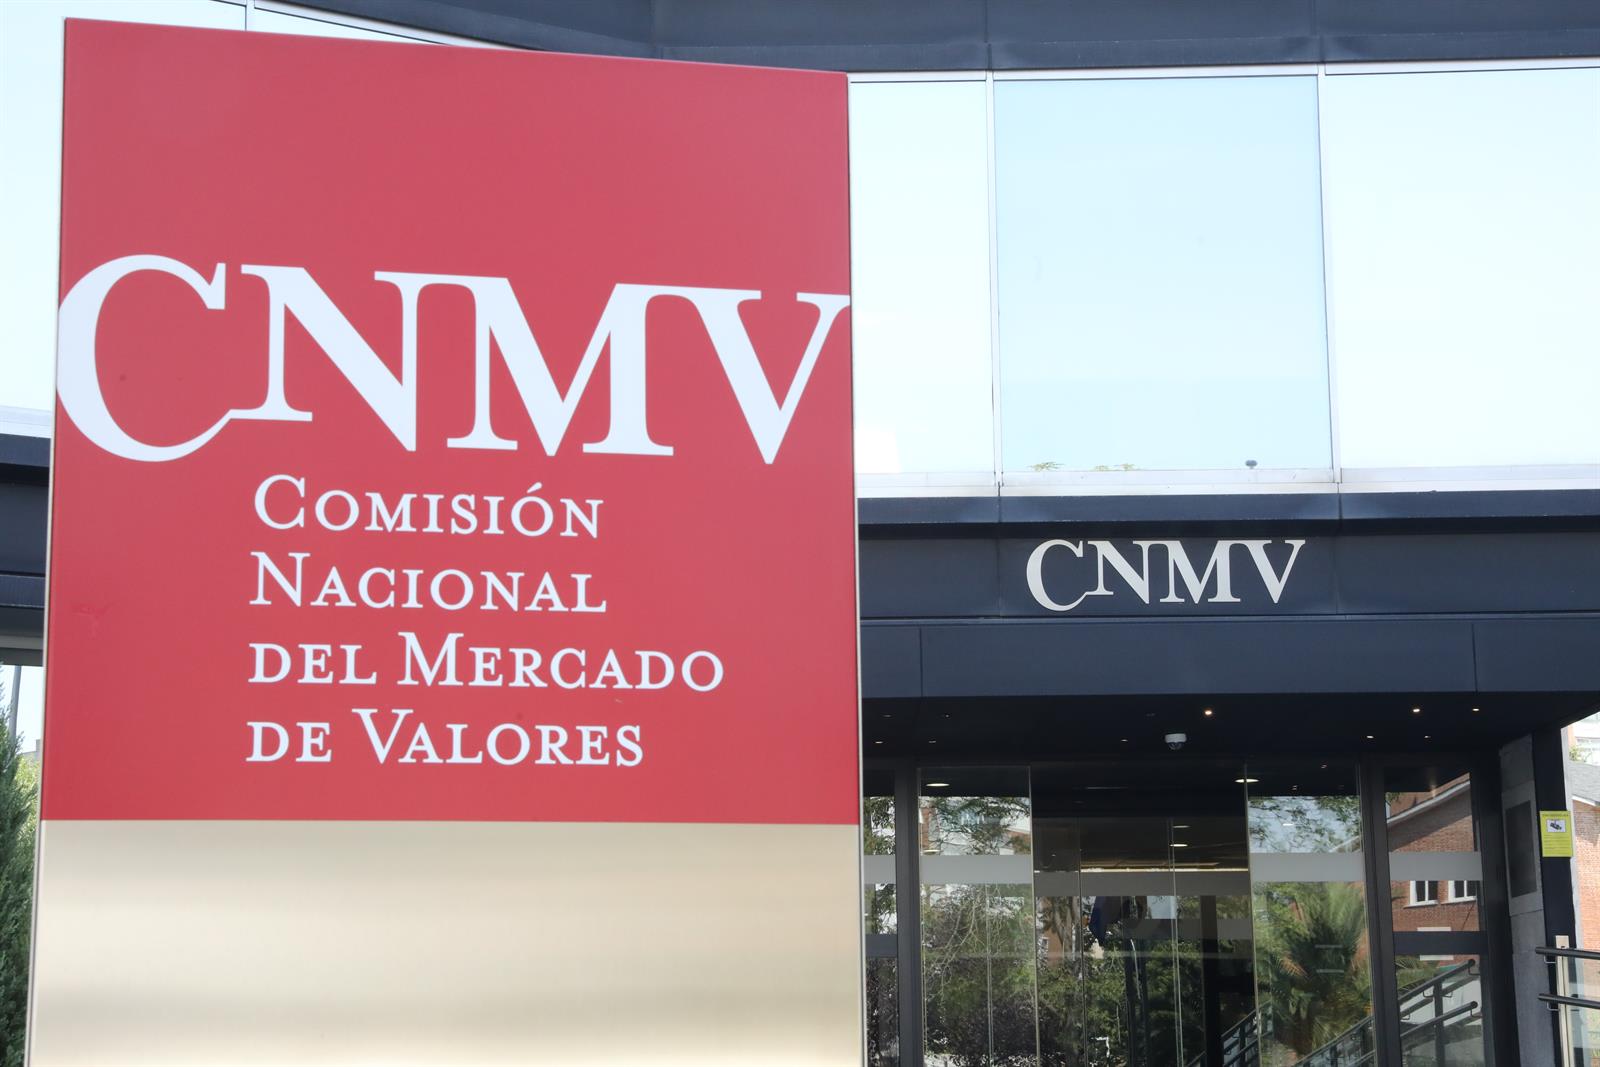 CNMV
COMISIÓN
NACIONAL
DEL MERCADO
DE VALORES
CNMV